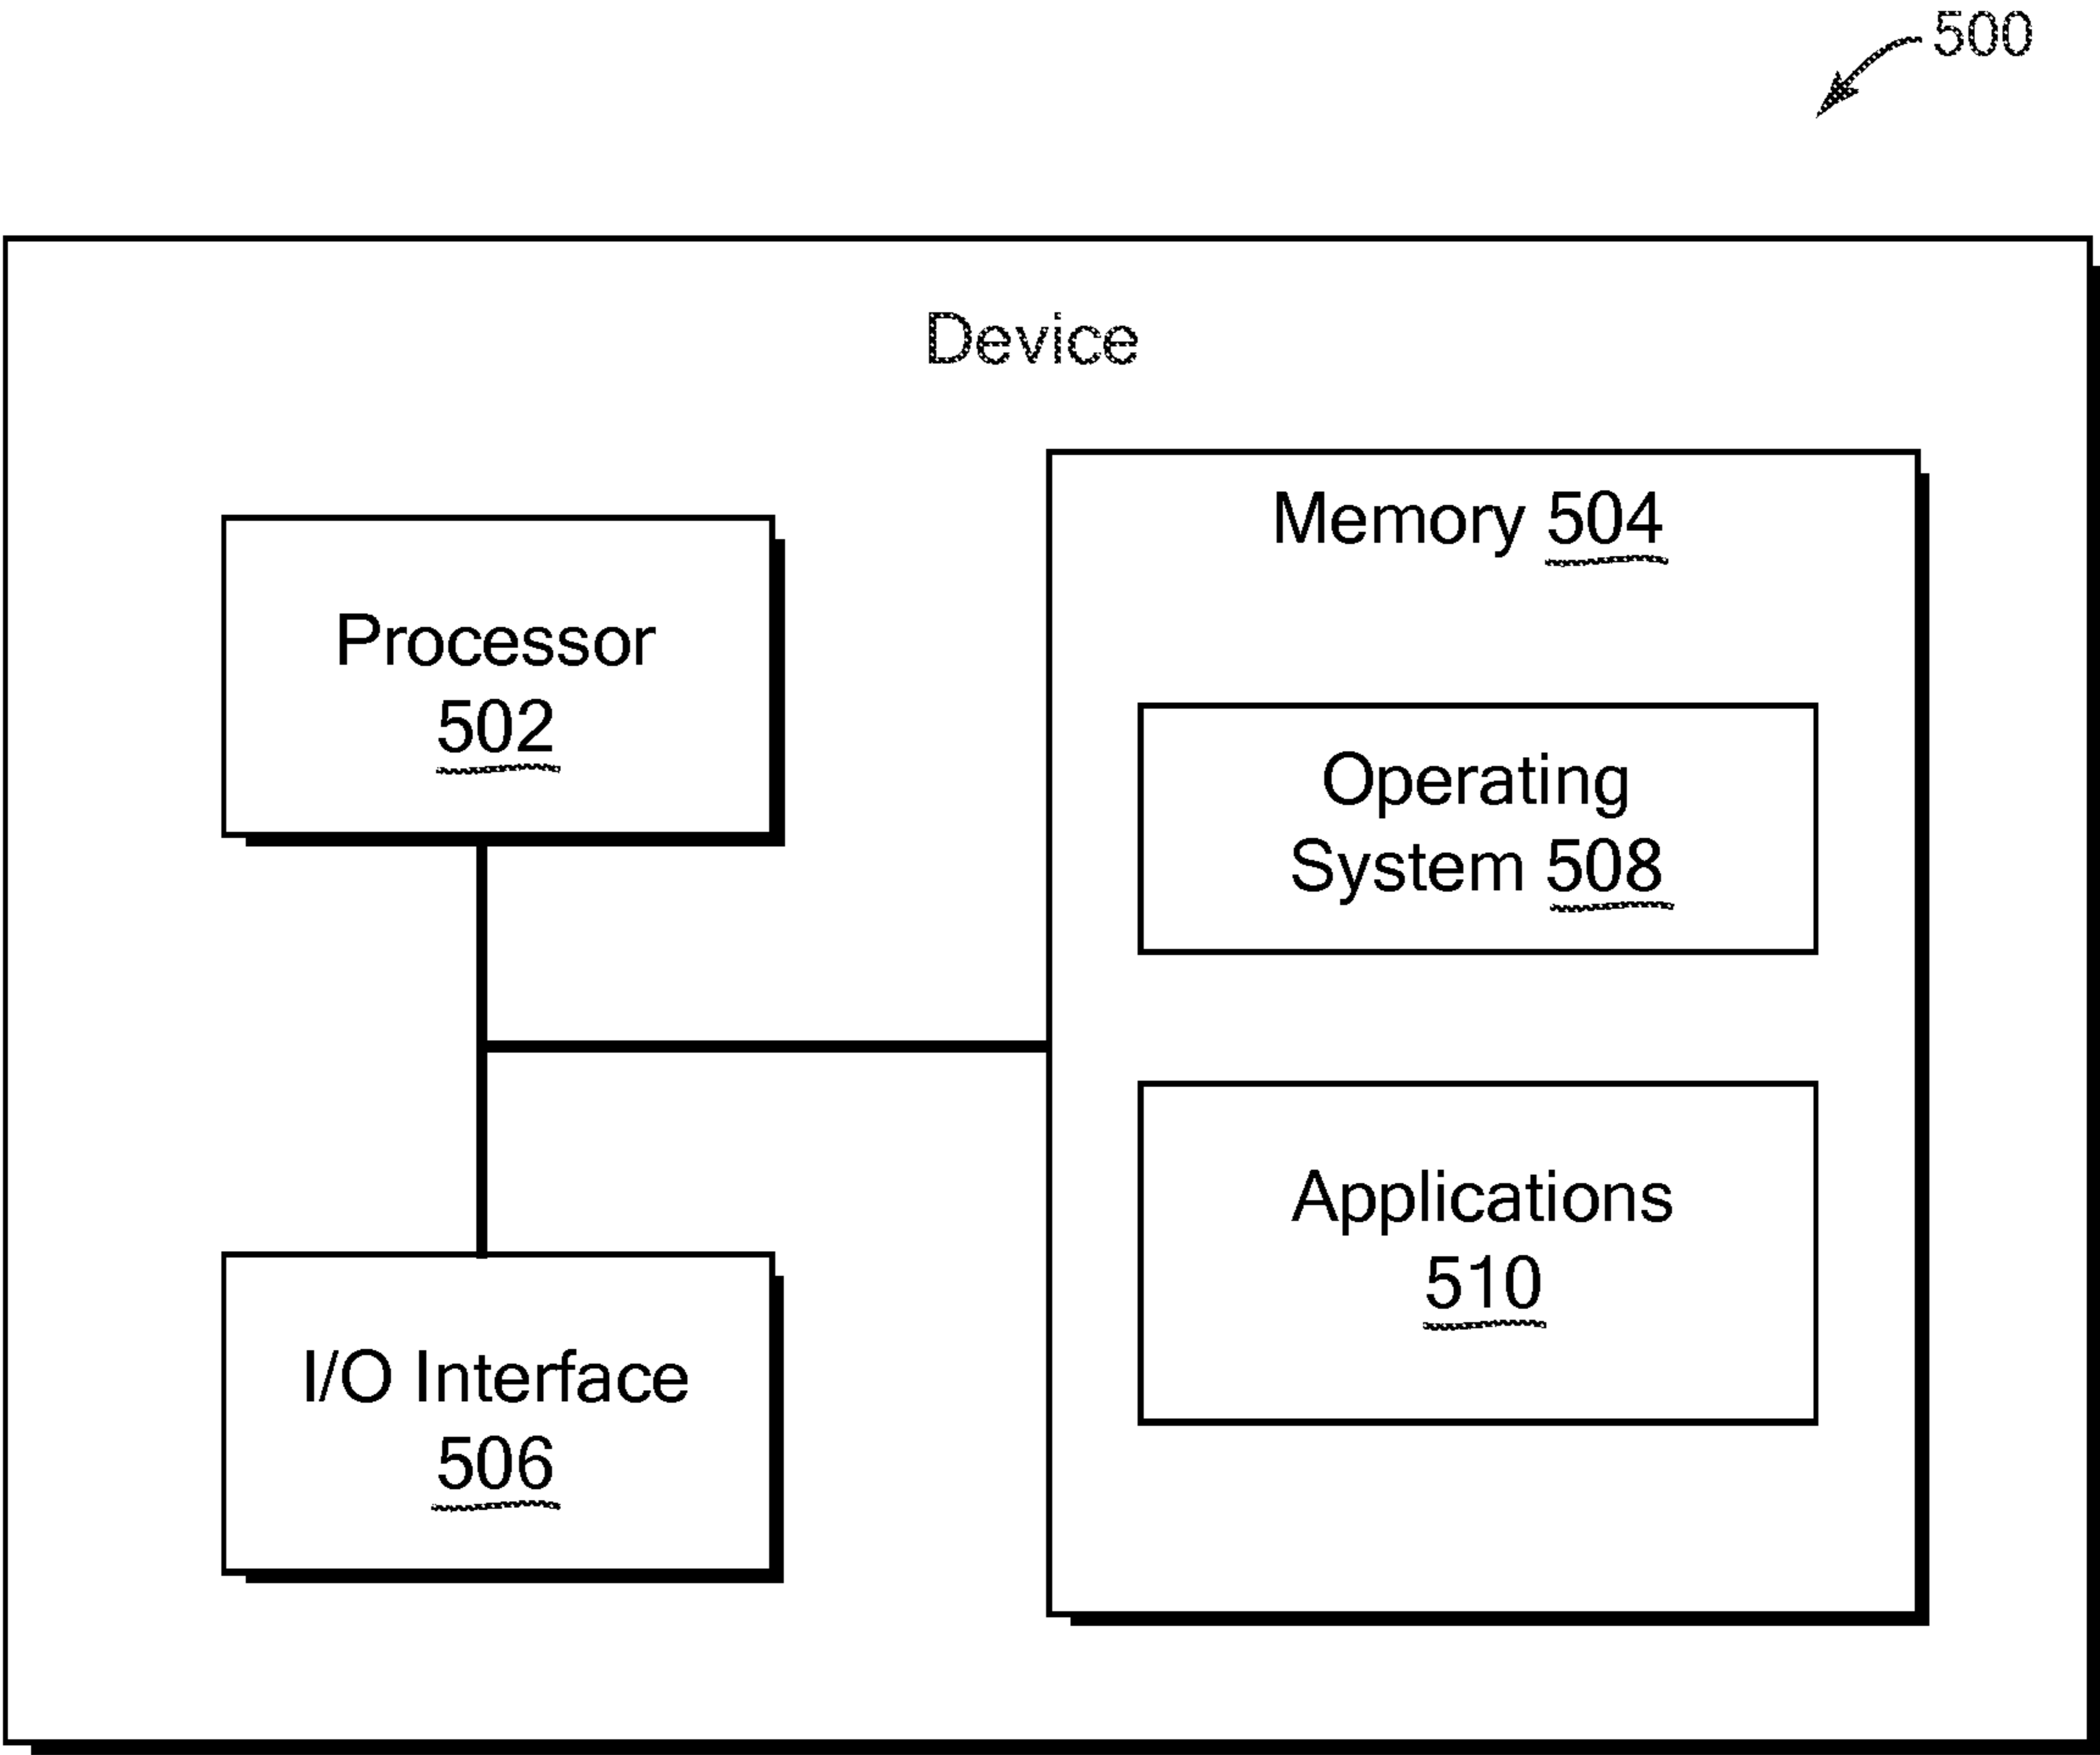 500
Device
Processor
502
Memory 504
Operating
System 508
Applications
510
I/O Interface
506